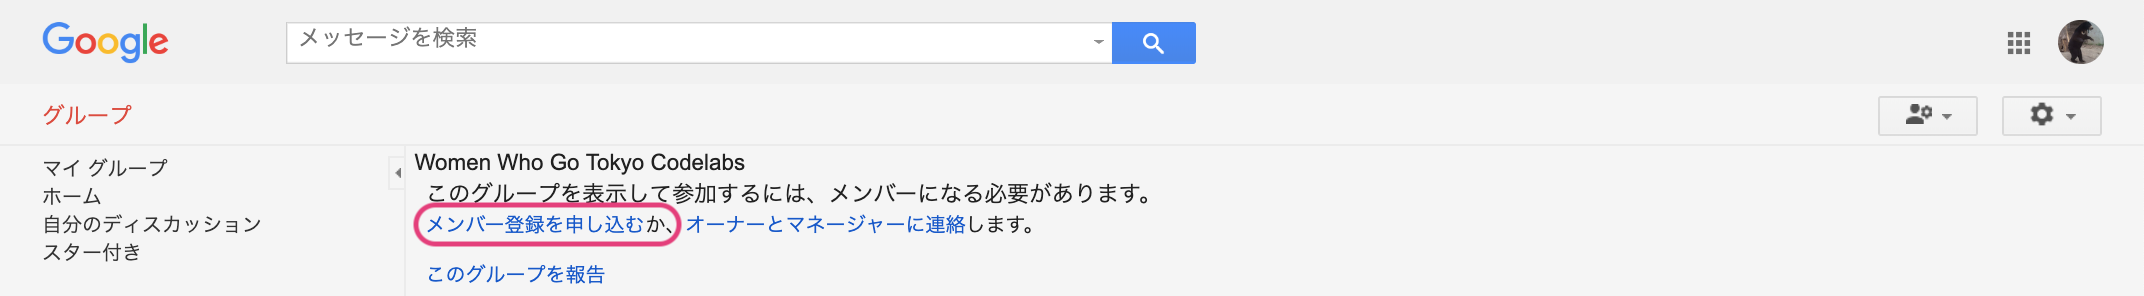 Google
メッセージを検索
グループ
マイ グループ
ホーム
自分のディスカッション
スター付き
Women Who Go Tokyo Codelabs
このグループを表示して参加するには、メンバーになる必要があります。
メンバー登録を申し込むか、オーナーとマネージャーに連絡します。
このグループを報告